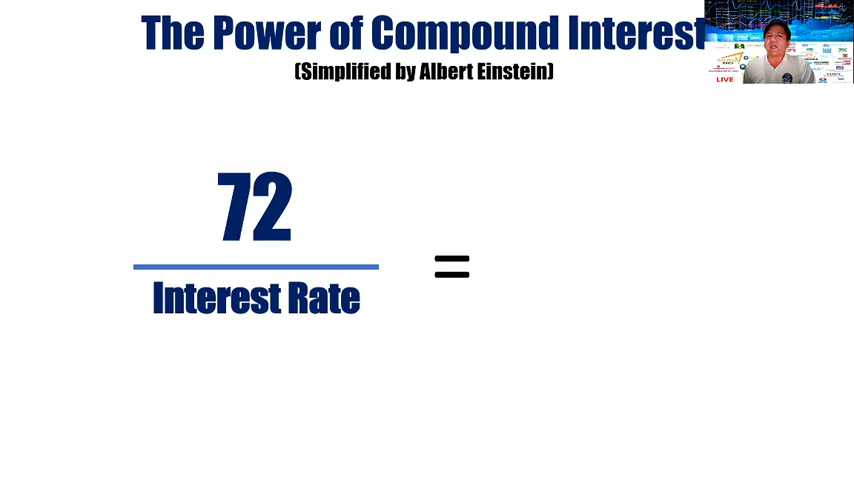 The Power of Compound Interest
(Simplified by Albert Einstein)
72
Interest Rate
=
LIVE